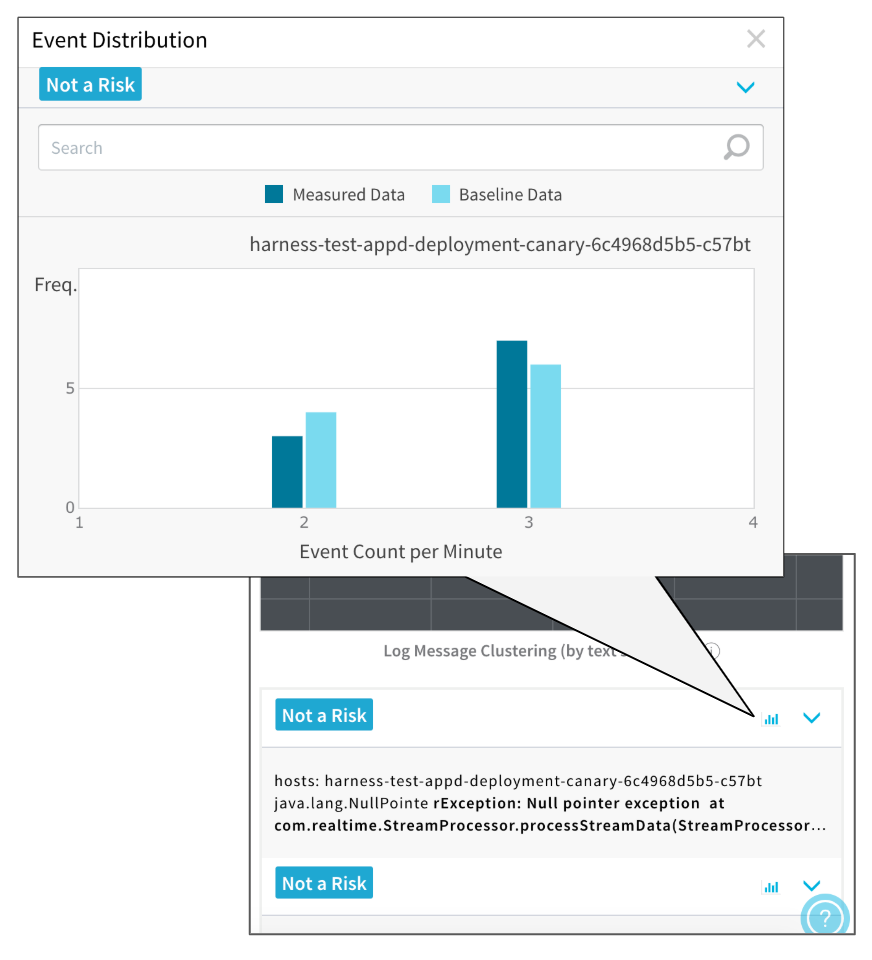 Event Distribution
Not a Risk
Search
Measured Data Baseline Data
harness-test-appd-deployment-canary-6c4968d5b5-c57bt
Freq.
5
0
1 2 3 4
Event Count per Minute
Log Message Clustering (by text
Not a Risk
hosts: harness-test-appd-deployment-canary-6c4968d5b5-c57bt
java.lang.NullPointe rException: Null pointer exception at
com.realtime.StreamProcessor.processStreamData(StreamProcessor...
Not a Risk
?